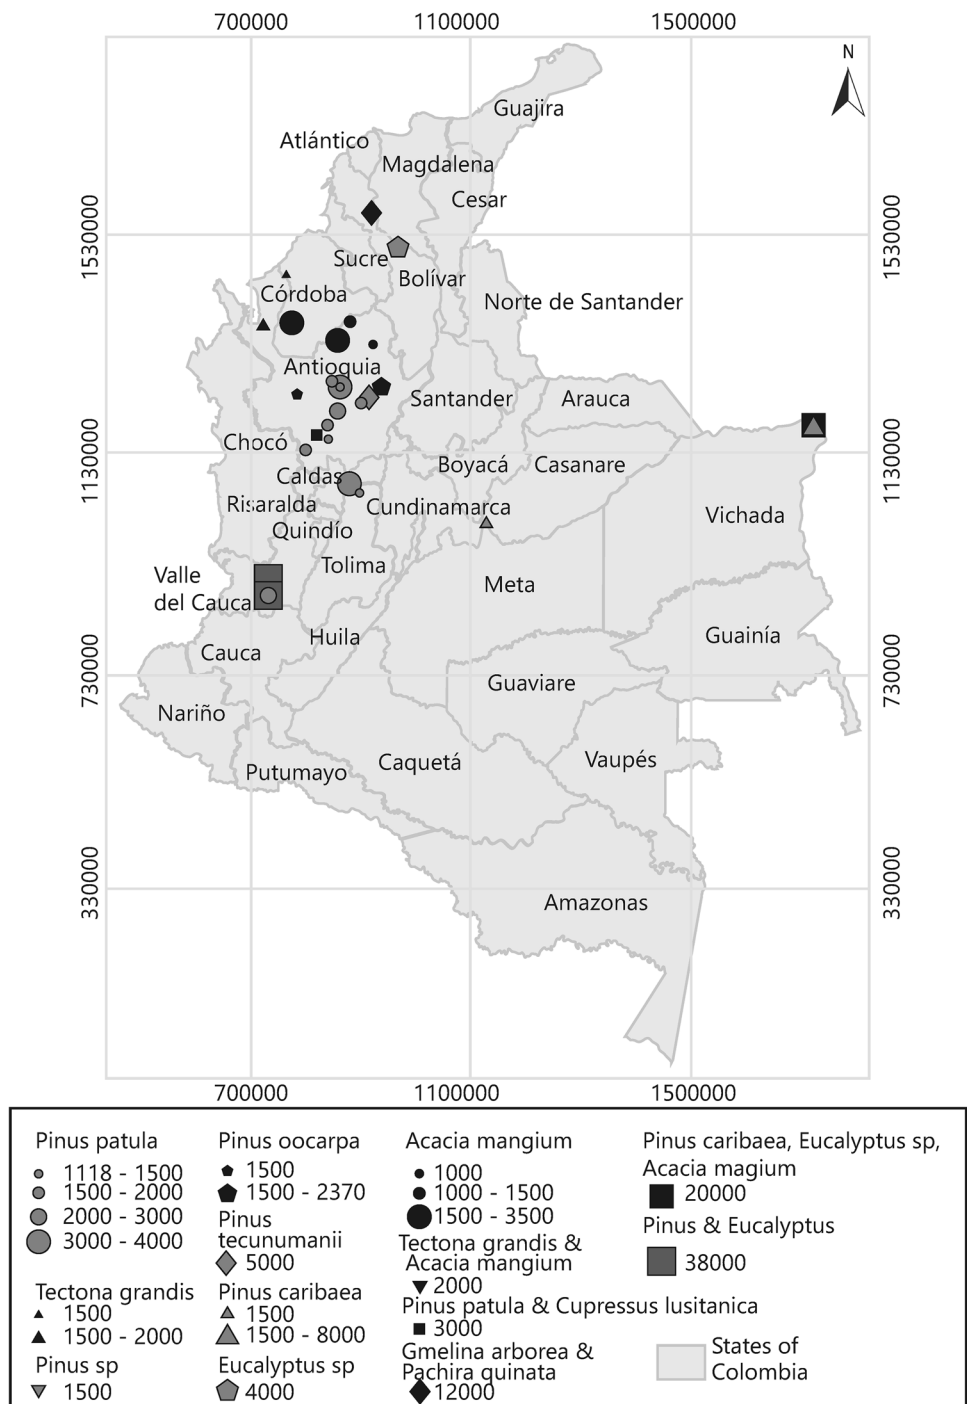 7000000 1100000 1500000
N
Guajira
Atlántico
Magdalena
Cesar
1530000 1530000
Sucre
Bolívar
Córdoba
Norte de Santander
Antioquia
Santander
Arauca
Chocó
1130000 1130000
Boyacá
Casanare
Caldas
Risaralda
Cundinamarca
Vichada
Quindío
Tolima
Valle
del Cauca
Meta
Huila
Guainía
Cauca
730000 730000
Guaviare
Nariño
Caquetá
Vaupés
Putumayo
330000 330000
Amazonas
7000000 1100000 1500000
Pinus patula
1118 - 1500
1500 - 2000
2000 - 3000
3000 - 4000
Tectona grandis
1500
1500 - 2000
Pinus sp
1500
Pinus oocarpa
1500
1500 - 2370
Pinus
tecunumanii
5000
Pinus caribaea
1500
1500 - 8000
Eucalyptus sp
4000
Acacia mangium
1000
1000 - 1500
1500 - 3500
Tectona grandis &
Acacia mangium
2000
Pinus patula & Cupressus lusitanica
3000
Gmelina arborea &
Pachira quinata
12000
Pinus caribaea, Eucalyptus sp,
Acacia magium
20000
Pinus & Eucalyptus
38000
States of
Colombia